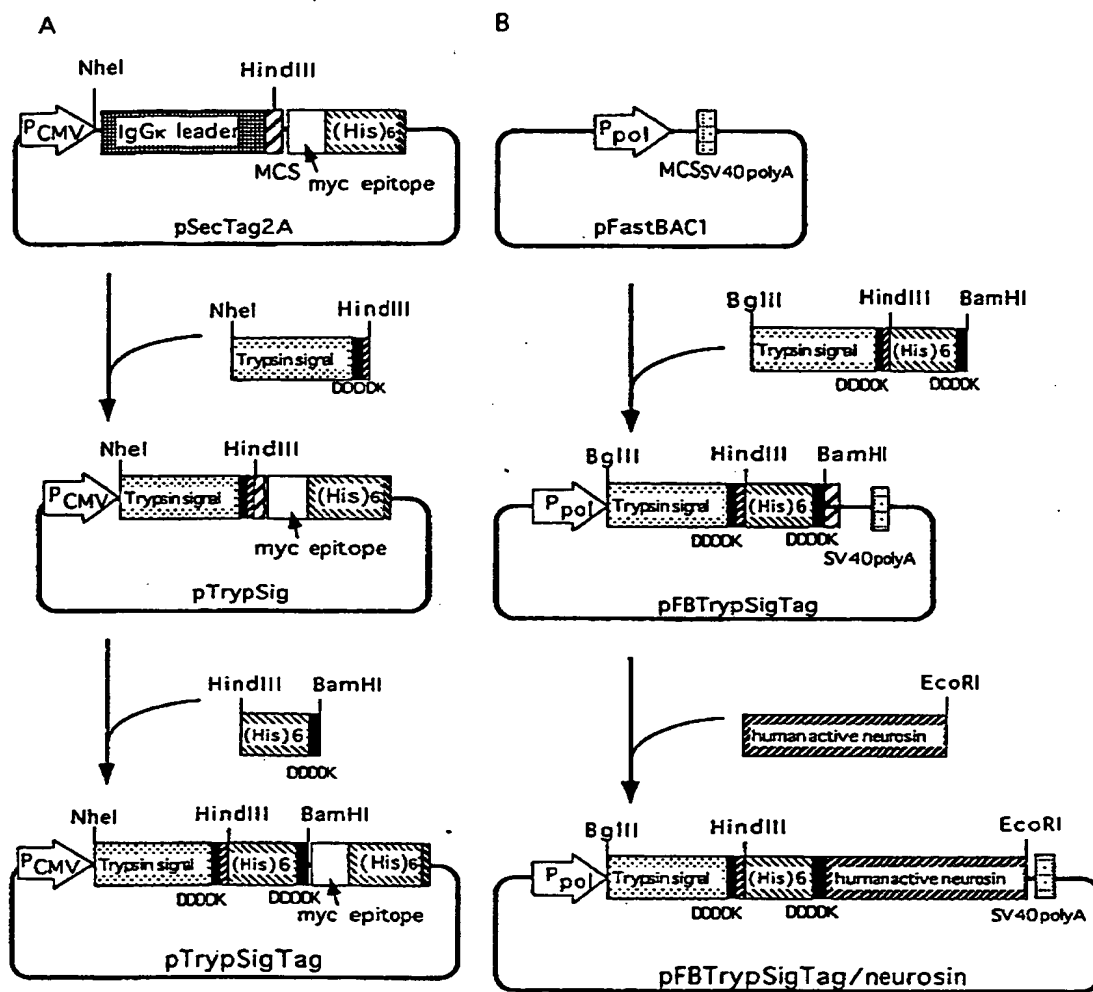 A
NheI
HindIII
PCMV
IgGκ leader
(His)6
MCS
myc epitope
pSecTag2A
NheI
HindIII
Trypsin signal
DDDDK
NheI
HindIII
PCMV
Trypsin signal
(His)6
myc epitope
pTrypSig
HindIII
BamHI
(His)6
DDDDK
NheI
HindIII
BamHI
PCMV
Trypsin signal
(His)6
(His)6
DDDDK
DDDDK
myc epitope
pTrypSigTag
B
Ppol
MCS
SV40polyA
pFastBAC1
BglII
HindIII
BamHI
Trypsin signal
(His)6
DDDDK
DDDDK
BglII
HindIII
BamHI
Ppol
Trypsin signal
(His)6
DDDDK
DDDDK
SV40polyA
pFBTrypSigTag
EcoRI
human active neurosin
BglII
HindIII
EcoRI
Ppol
Trypsin signal
(His)6
human active neurosin
DDDDK
DDDDK
SV40polyA
pFBTrypSigTag/neurosin